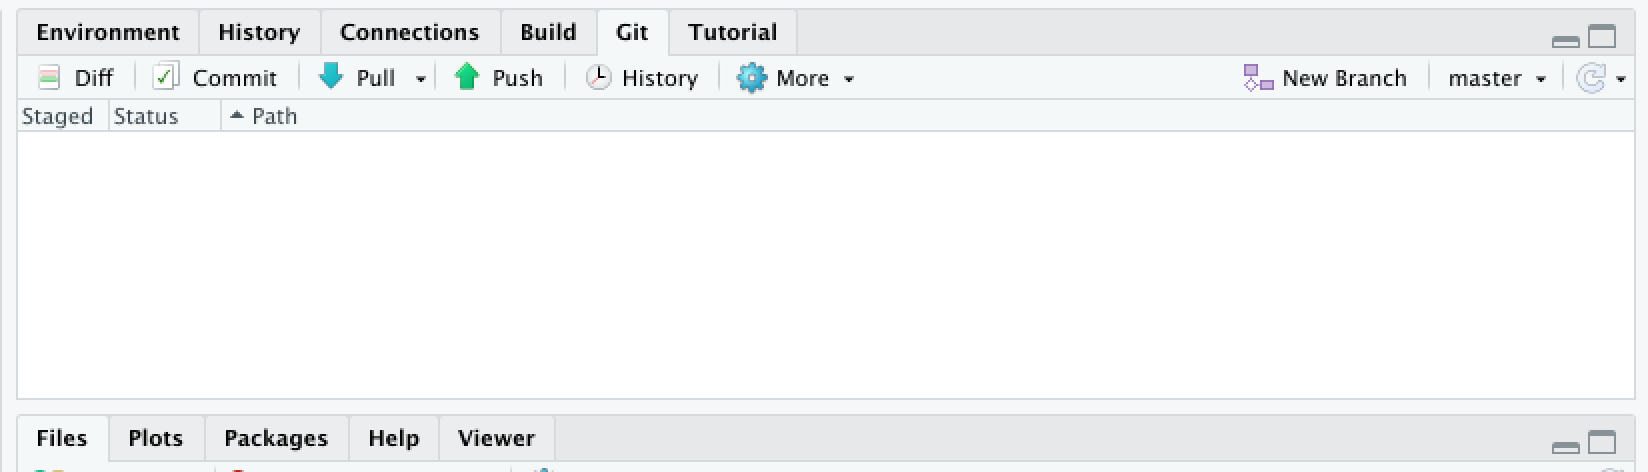 Environment History Connections Build Git Tutorial
Diff Commit Pull Push History More New Branch master
Staged Status Path
Files Plots Packages Help Viewer